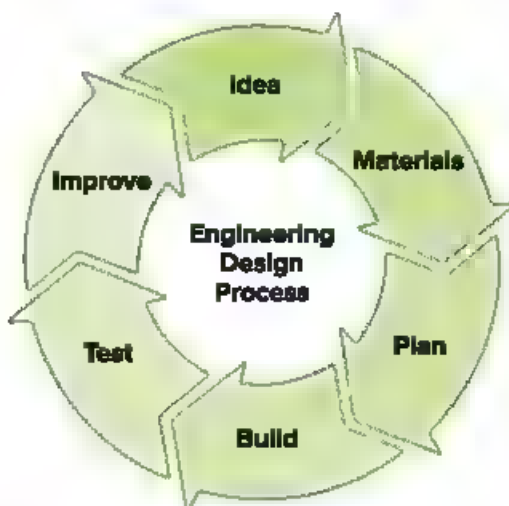 Idea
Materials
Plan
Build
Test
Improve
Engineering
Design
Process